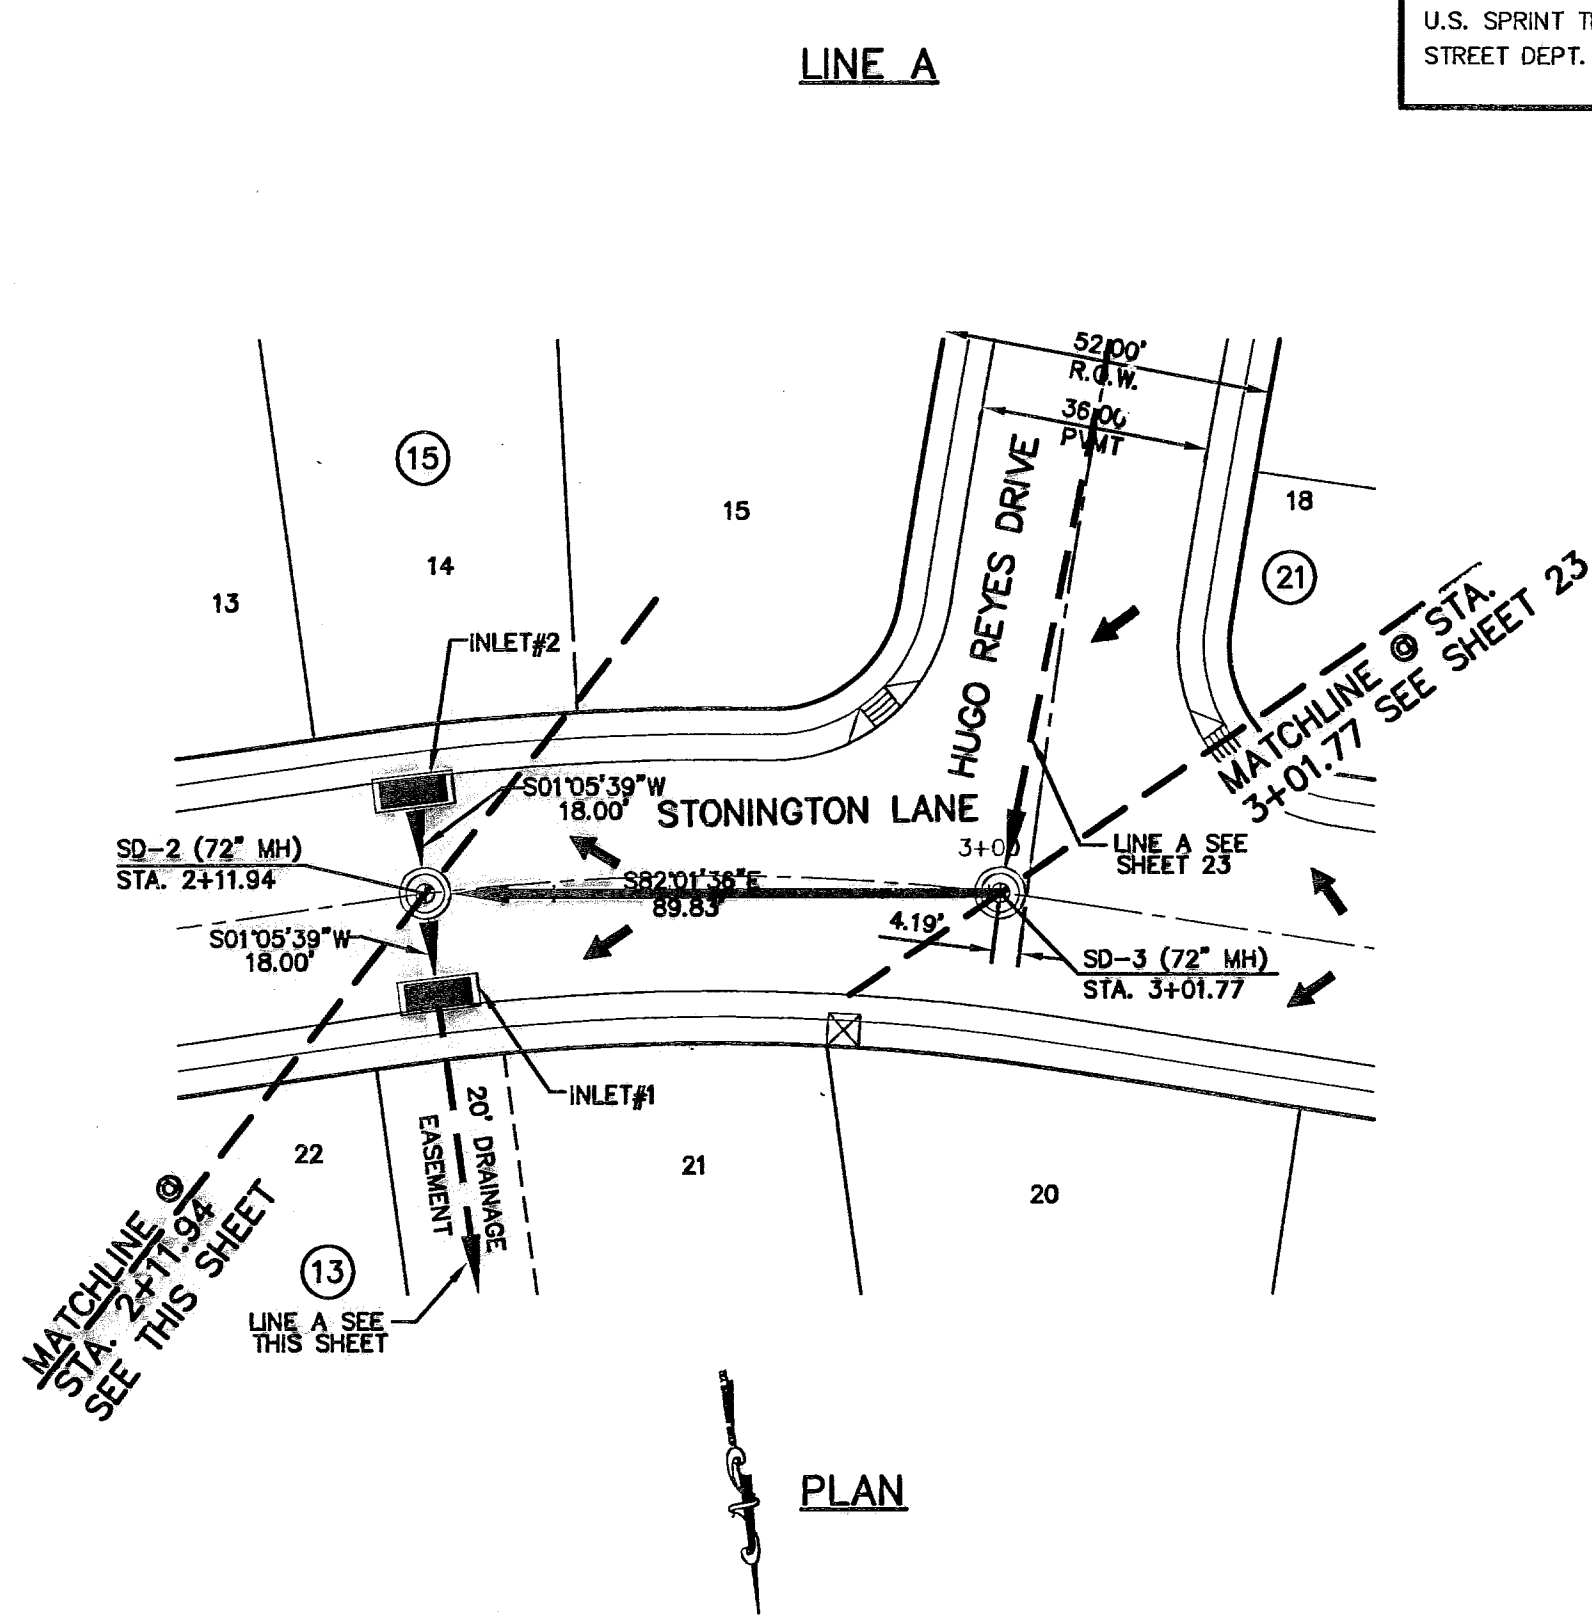 U.S. SPRINT
STREET DEPT.
LINE A
52.00'
R.O.W.
36.00
PVMT
HUGO REYES DRIVE
15
15
18
14
21
13
INLET#2
MATCHLINE @ STA.
3+01.77 SEE SHEET 23
S01°05'39"W
18.00'
STONINGTON LANE
SD-2 (72" MH)
STA. 2+11.94
3+00
LINE A SEE
SHEET 23
S82°01'36"E
89.83'
4.19'
S01°05'39"W
18.00'
SD-3 (72" MH)
STA. 3+01.77
INLET#1
20' DRAINAGE
EASEMENT
22
21
20
MATCHLINE @
STA. 2+11.94
SEE THIS SHEET
13
LINE A SEE
THIS SHEET
PLAN